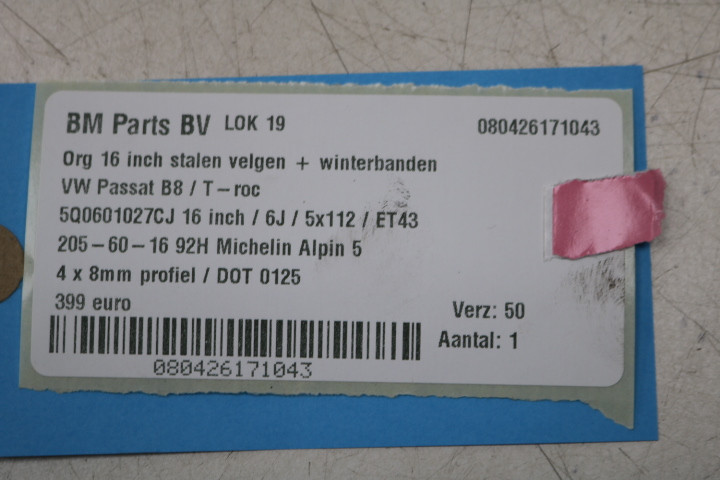 BM Parts BV LOK 19 080426171043
Org 16 inch stalen velgen + winterbanden
VW Passat B8 / T-roc
5Q0601027CJ 16 inch / 6J / 5x112 / ET43
205-60-16 92H Michelin Alpin 5
4 x 8mm profiel / DOT 0125
399 euro Verz: 50
Aantal: 1
080426171043